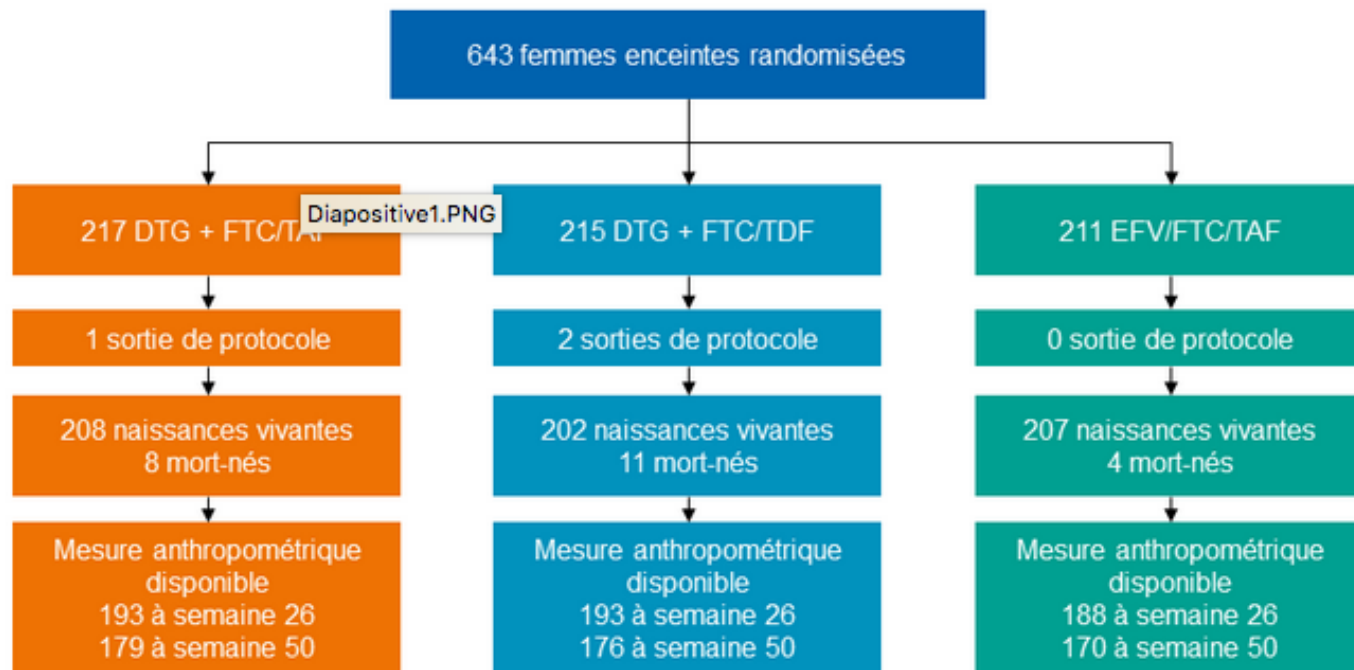 643 femmes enceintes randomisées
217 DTG + FTC/TAF
Diapositive1.PNG
215 DTG + FTC/TDF
211 EFV/FTC/TAF
1 sortie de protocole
2 sorties de protocole
0 sortie de protocole
208 naissances vivantes
8 mort-nés
202 naissances vivantes
11 mort-nés
207 naissances vivantes
4 mort-nés
Mesure anthropométrique
disponible
193 à semaine 26
179 à semaine 50
Mesure anthropométrique
disponible
193 à semaine 26
176 à semaine 50
Mesure anthropométrique
disponible
188 à semaine 26
170 à semaine 50